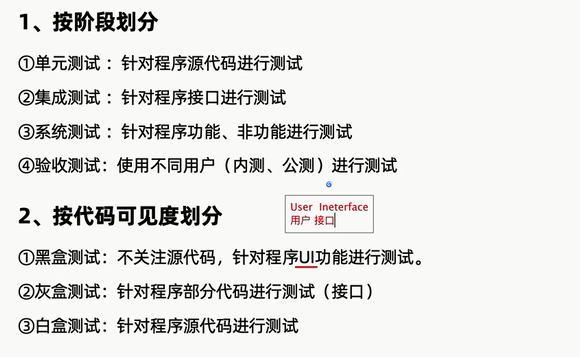 1、按阶段划分
①单元测试：针对程序源代码进行测试
②集成测试：针对程序接口进行测试
③系统测试：针对程序功能、非功能进行测试
④验收测试：使用不同用户（内测、公测）进行测试
User Ineterface
用户 接口
2、按代码可见度划分
①黑盒测试：不关注源代码，针对程序UI功能进行测试。
②灰盒测试：针对程序部分代码进行测试（接口）
③白盒测试：针对程序源代码进行测试